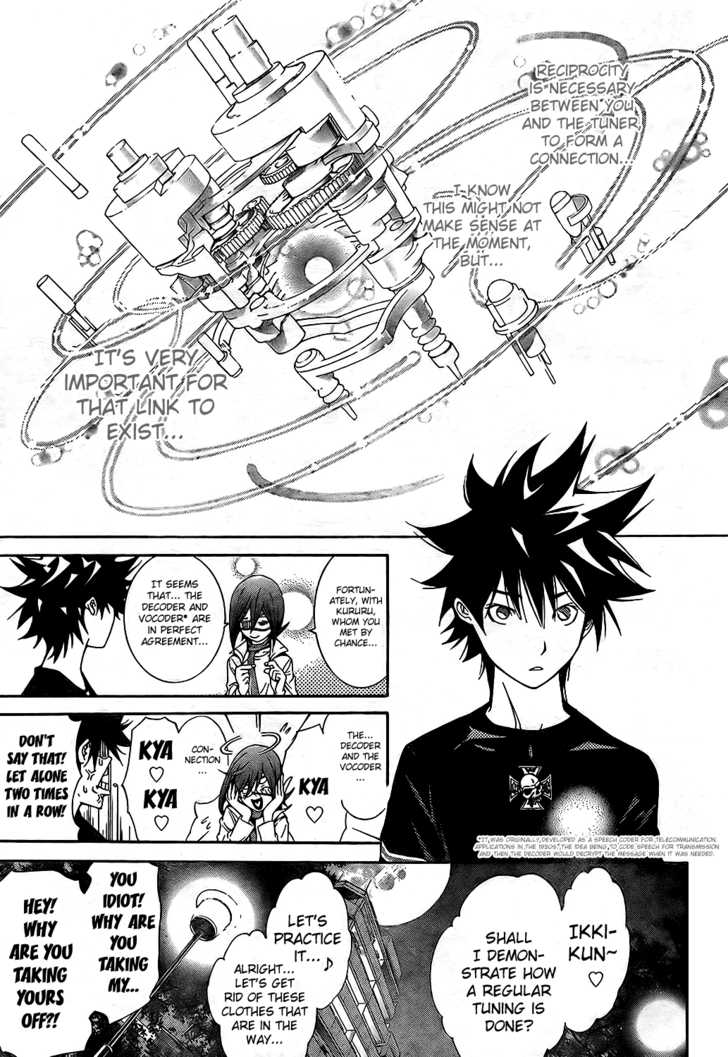 RECIPROCITY
IS NECESSARY
BETWEEN YOU
AND THE TUNER
TO FORM A
CONNECTION...
I KNOW
THIS MIGHT NOT
MAKE SENSE AT
THE MOMENT,
BUT...
IT'S VERY
IMPORTANT FOR
THAT LINK TO
EXIST...
FORTUN-
ATELY, WITH
KURURU,
WHOM YOU
MET BY
CHANCE...
IT SEEMS
THAT... THE
DECODER AND
VOCODER* ARE
IN PERFECT
AGREEMENT...
THE...
DECODER
AND THE
VOCODER...
KYA
♡
KYA
♡
CON-
NECTION
...
KYA
♡
DON'T
SAY THAT!
LET ALONE
TWO TIMES
IN A ROW!
*IT WAS ORIGINALLY DEVELOPED AS A SPEECH CODER FOR TELECOMMUNICATION
APPLICATIONS IN THE 1930S, THE IDEA BEING TO CODE SPEECH FOR TRANSMISSION
AND THEN THE DECODER WOULD DECRYPT THE MESSAGE WHEN IT WAS NEEDED.
IKKI-
KUN~
♡
SHALL
I DEMON-
STRATE HOW
A REGULAR
TUNING IS
DONE?
LET'S
PRACTICE
IT...♪
ALRIGHT...
LET'S GET
RID OF THESE
CLOTHES THAT
ARE IN THE
WAY...
YOU
IDIOT!
WHY ARE
YOU
TAKING
MY...
HEY!
WHY
ARE YOU
TAKING
YOURS
OFF?!